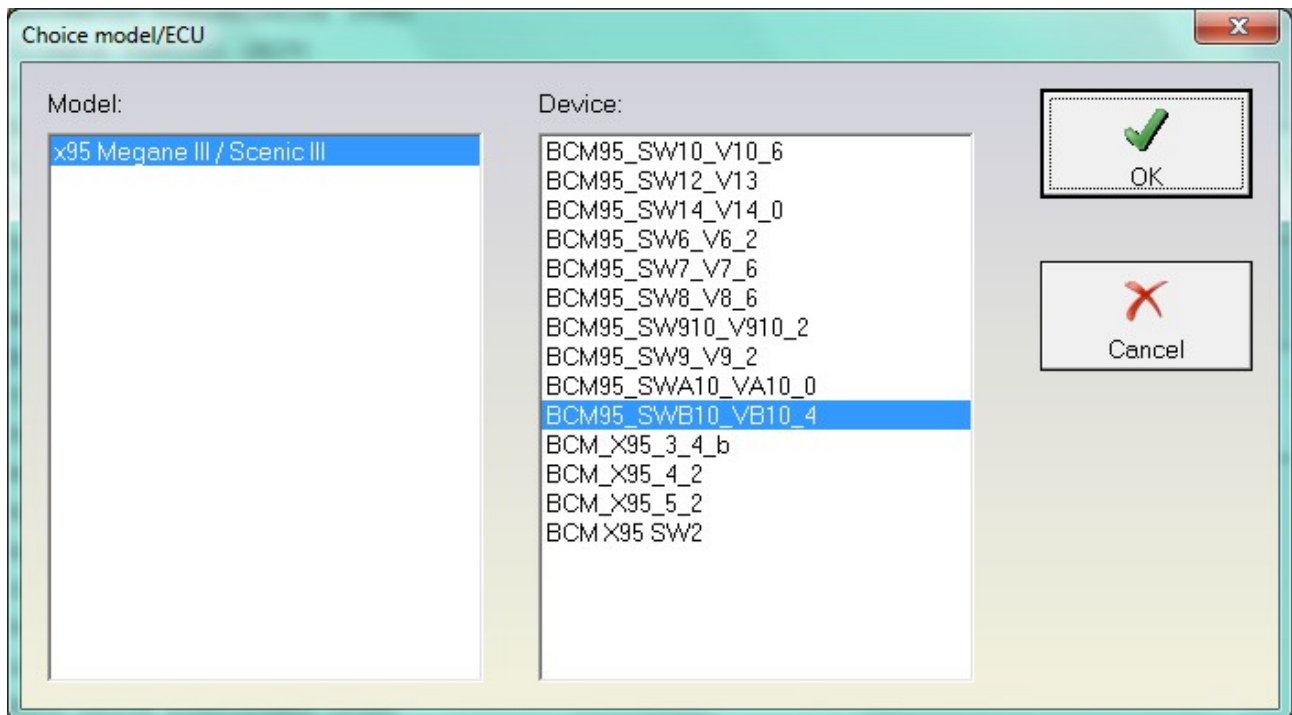 Choice model/ECU
Model:
x95 Megane III / Scenic III
Device:
BCM95_SW10_V10_6
BCM95_SW12_V13
BCM95_SW14_V14_0
BCM95_SW6_V6_2
BCM95_SW7_V7_6
BCM95_SW8_V8_6
BCM95_SW910_V910_2
BCM95_SW9_V9_2
BCM95_SWA10_VA10_0
BCM95_SWB10_VB10_4
BCM_X95_3_4_b
BCM_X95_4_2
BCM_X95_5_2
BCM X95 SW2
OK
Cancel